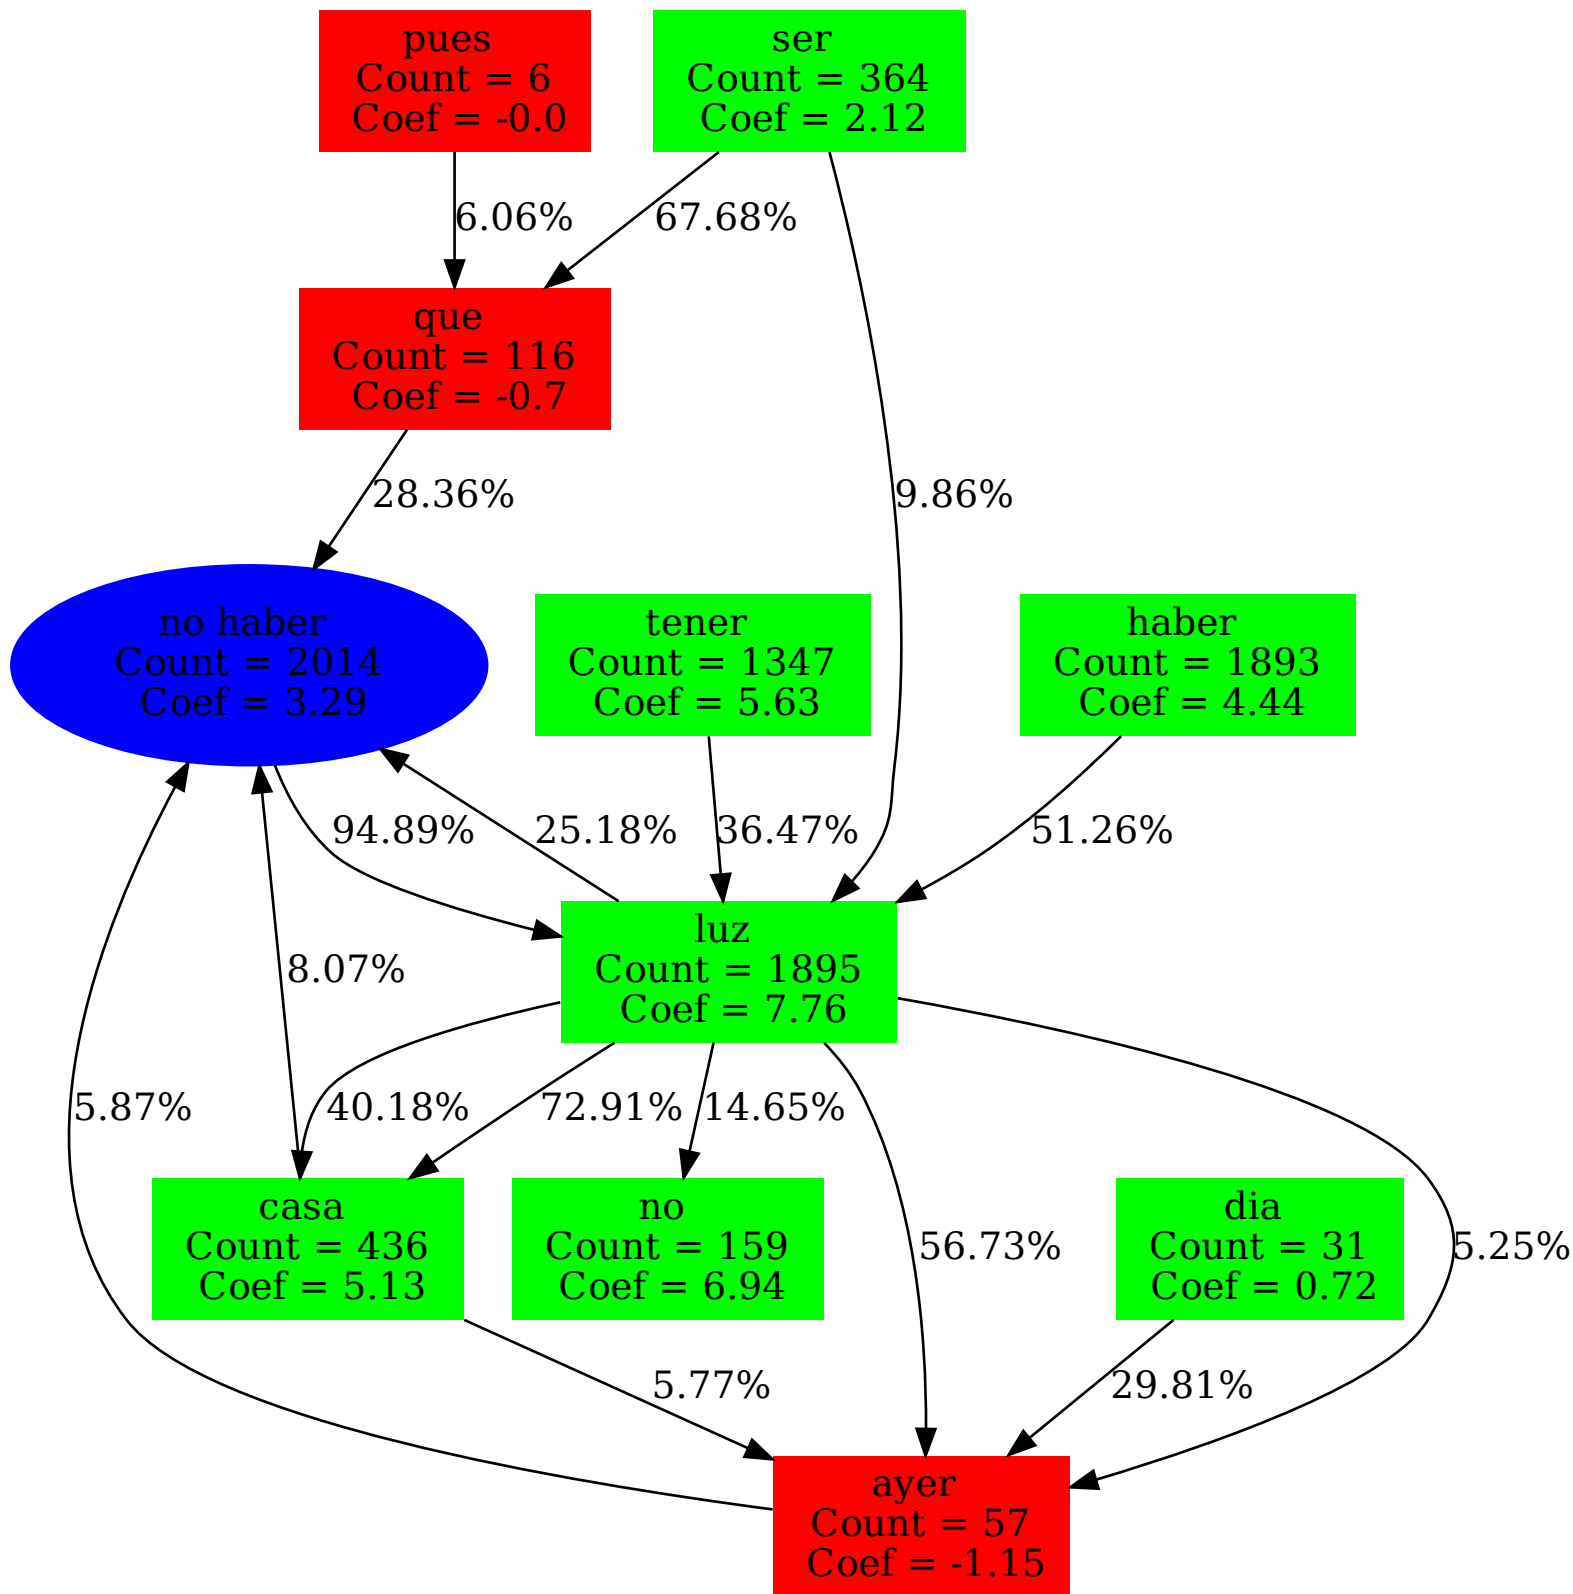 pues
Count = 6
Coef = -0.0
ser
Count = 364
Coef = 2.12
6.06%
67.68%
que
Count = 116
Coef = -0.7
28.36%
9.86%
no haber
Count = 2014
Coef = 3.29
tener
Count = 1347
Coef = 5.63
haber
Count = 1893
Coef = 4.44
94.89%
25.18%
36.47%
51.26%
luz
Count = 1895
Coef = 7.76
8.07%
5.87%
40.18%
72.91%
14.65%
casa
Count = 436
Coef = 5.13
no
Count = 159
Coef = 6.94
56.73%
dia
Count = 31
Coef = 0.72
5.25%
5.77%
29.81%
ayer
Count = 57
Coef = -1.15